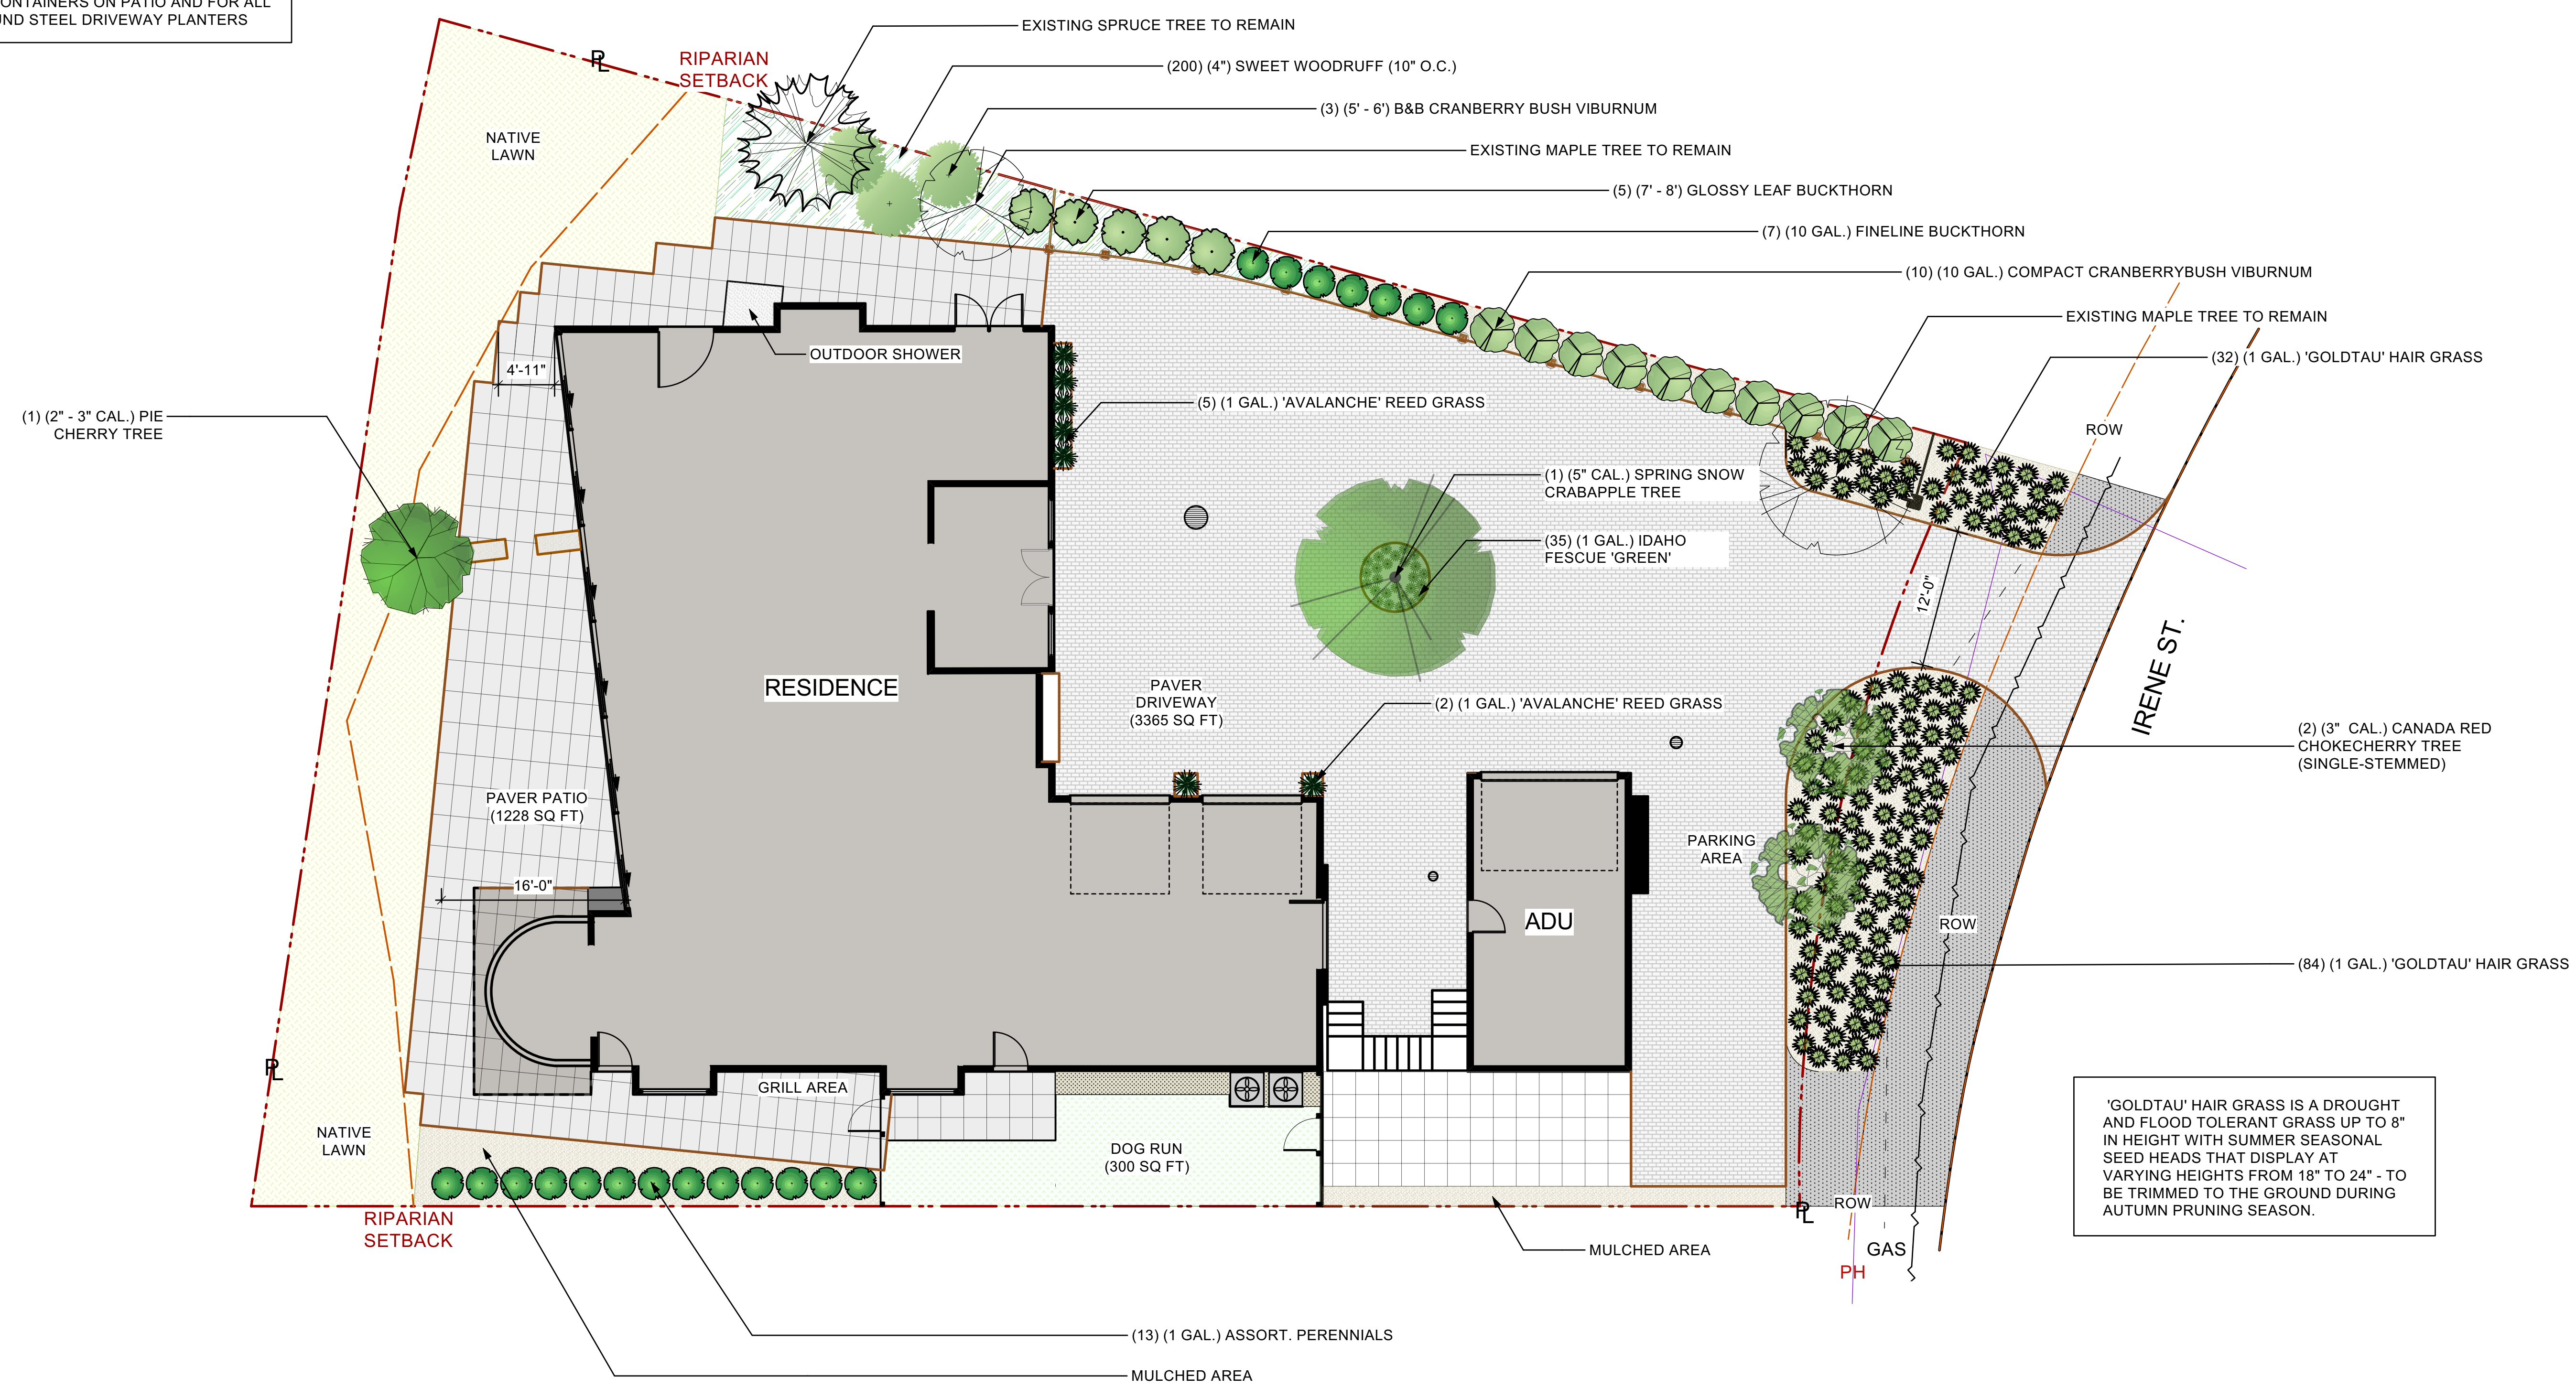 CONTAINERS ON PATIO AND FOR ALL
STEEL DRIVEWAY PLANTERS
EXISTING SPRUCE TREE TO REMAIN
PL
RIPARIAN
SETBACK
(200) (4") SWEET WOODRUFF (10" O.C.)
(3) (5' - 6') B&B CRANBERRY BUSH VIBURNUM
NATIVE
LAWN
EXISTING MAPLE TREE TO REMAIN
(5) (7' - 8') GLOSSY LEAF BUCKTHORN
(7) (10 GAL.) FINELINE BUCKTHORN
(10) (10 GAL.) COMPACT CRANBERRYBUSH VIBURNUM
EXISTING MAPLE TREE TO REMAIN
OUTDOOR SHOWER
(32) (1 GAL.) 'GOLDTAU' HAIR GRASS
4'-11"
(5) (1 GAL.) 'AVALANCHE' REED GRASS
(1) (2" - 3" CAL.) PIE
CHERRY TREE
ROW
(1) (5" CAL.) SPRING SNOW
CRABAPPLE TREE
(35) (1 GAL.) IDAHO
FESCUE 'GREEN'
12'-0"
IRENE ST.
RESIDENCE
PAVER
DRIVEWAY
(3365 SQ FT)
(2) (1 GAL.) 'AVALANCHE' REED GRASS
(2) (3" CAL.) CANADA RED
CHOKECHERRY TREE
(SINGLE-STEMMED)
PAVER PATIO
(1228 SQ FT)
PARKING
AREA
16'-0"
ADU
ROW
(84) (1 GAL.) 'GOLDTAU' HAIR GRASS
PL
GRILL AREA
NATIVE
LAWN
DOG RUN
(300 SQ FT)
'GOLDTAU' HAIR GRASS IS A DROUGHT
AND FLOOD TOLERANT GRASS UP TO 8"
IN HEIGHT WITH SUMMER SEASONAL
SEED HEADS THAT DISPLAY AT
VARYING HEIGHTS FROM 18" TO 24" - TO
BE TRIMMED TO THE GROUND DURING
AUTUMN PRUNING SEASON.
RIPARIAN
SETBACK
PL
ROW
MULCHED AREA
GAS
PH
(13) (1 GAL.) ASSORT. PERENNIALS
MULCHED AREA